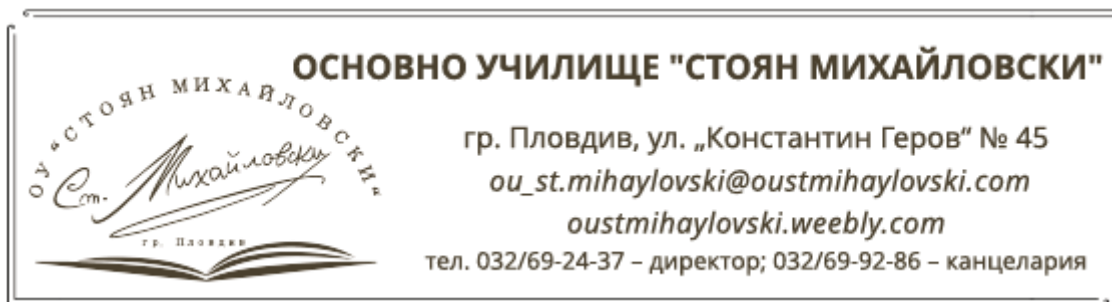 ОСНОВНО УЧИЛИЩЕ "СТОЯН МИХАЙЛОВСКИ"
ОУ "СТОЯН МИХАЙЛОВСКИ"
Ст. Михайловски
гр. Пловдив
гр. Пловдив, ул. „Константин Геров“ № 45
ou_st.mihaylovski@oustmihaylovski.com
oustmihaylovski.weebly.com
тел. 032/69-24-37 – директор; 032/69-92-86 – канцелария